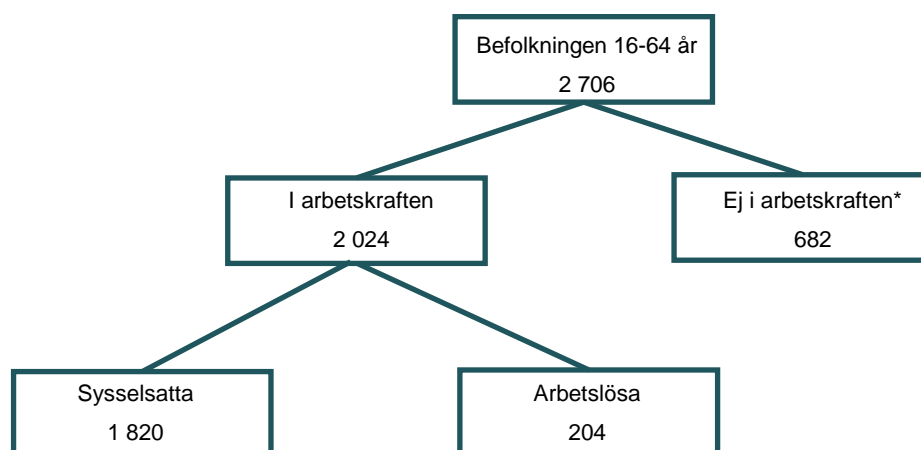 Befolkningen 16-64 år
2 706
I arbetskraften
2 024
Ej i arbetskraften*
682
Sysselsatta
1 820
Arbetslösa
204